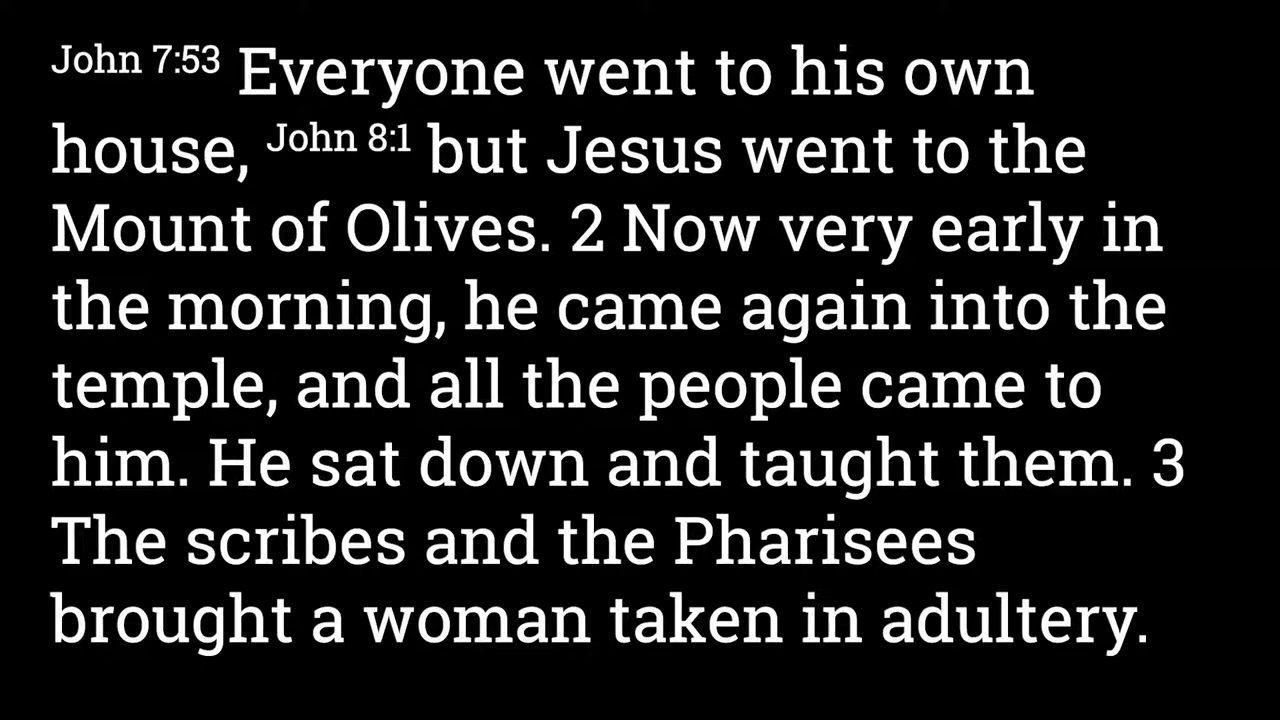 John 7:53 Everyone went to his own
house, John 8:1 but Jesus went to the
Mount of Olives. 2 Now very early in
the morning, he came again into the
temple, and all the people came to
him. He sat down and taught them. 3
The scribes and the Pharisees
brought a woman taken in adultery.